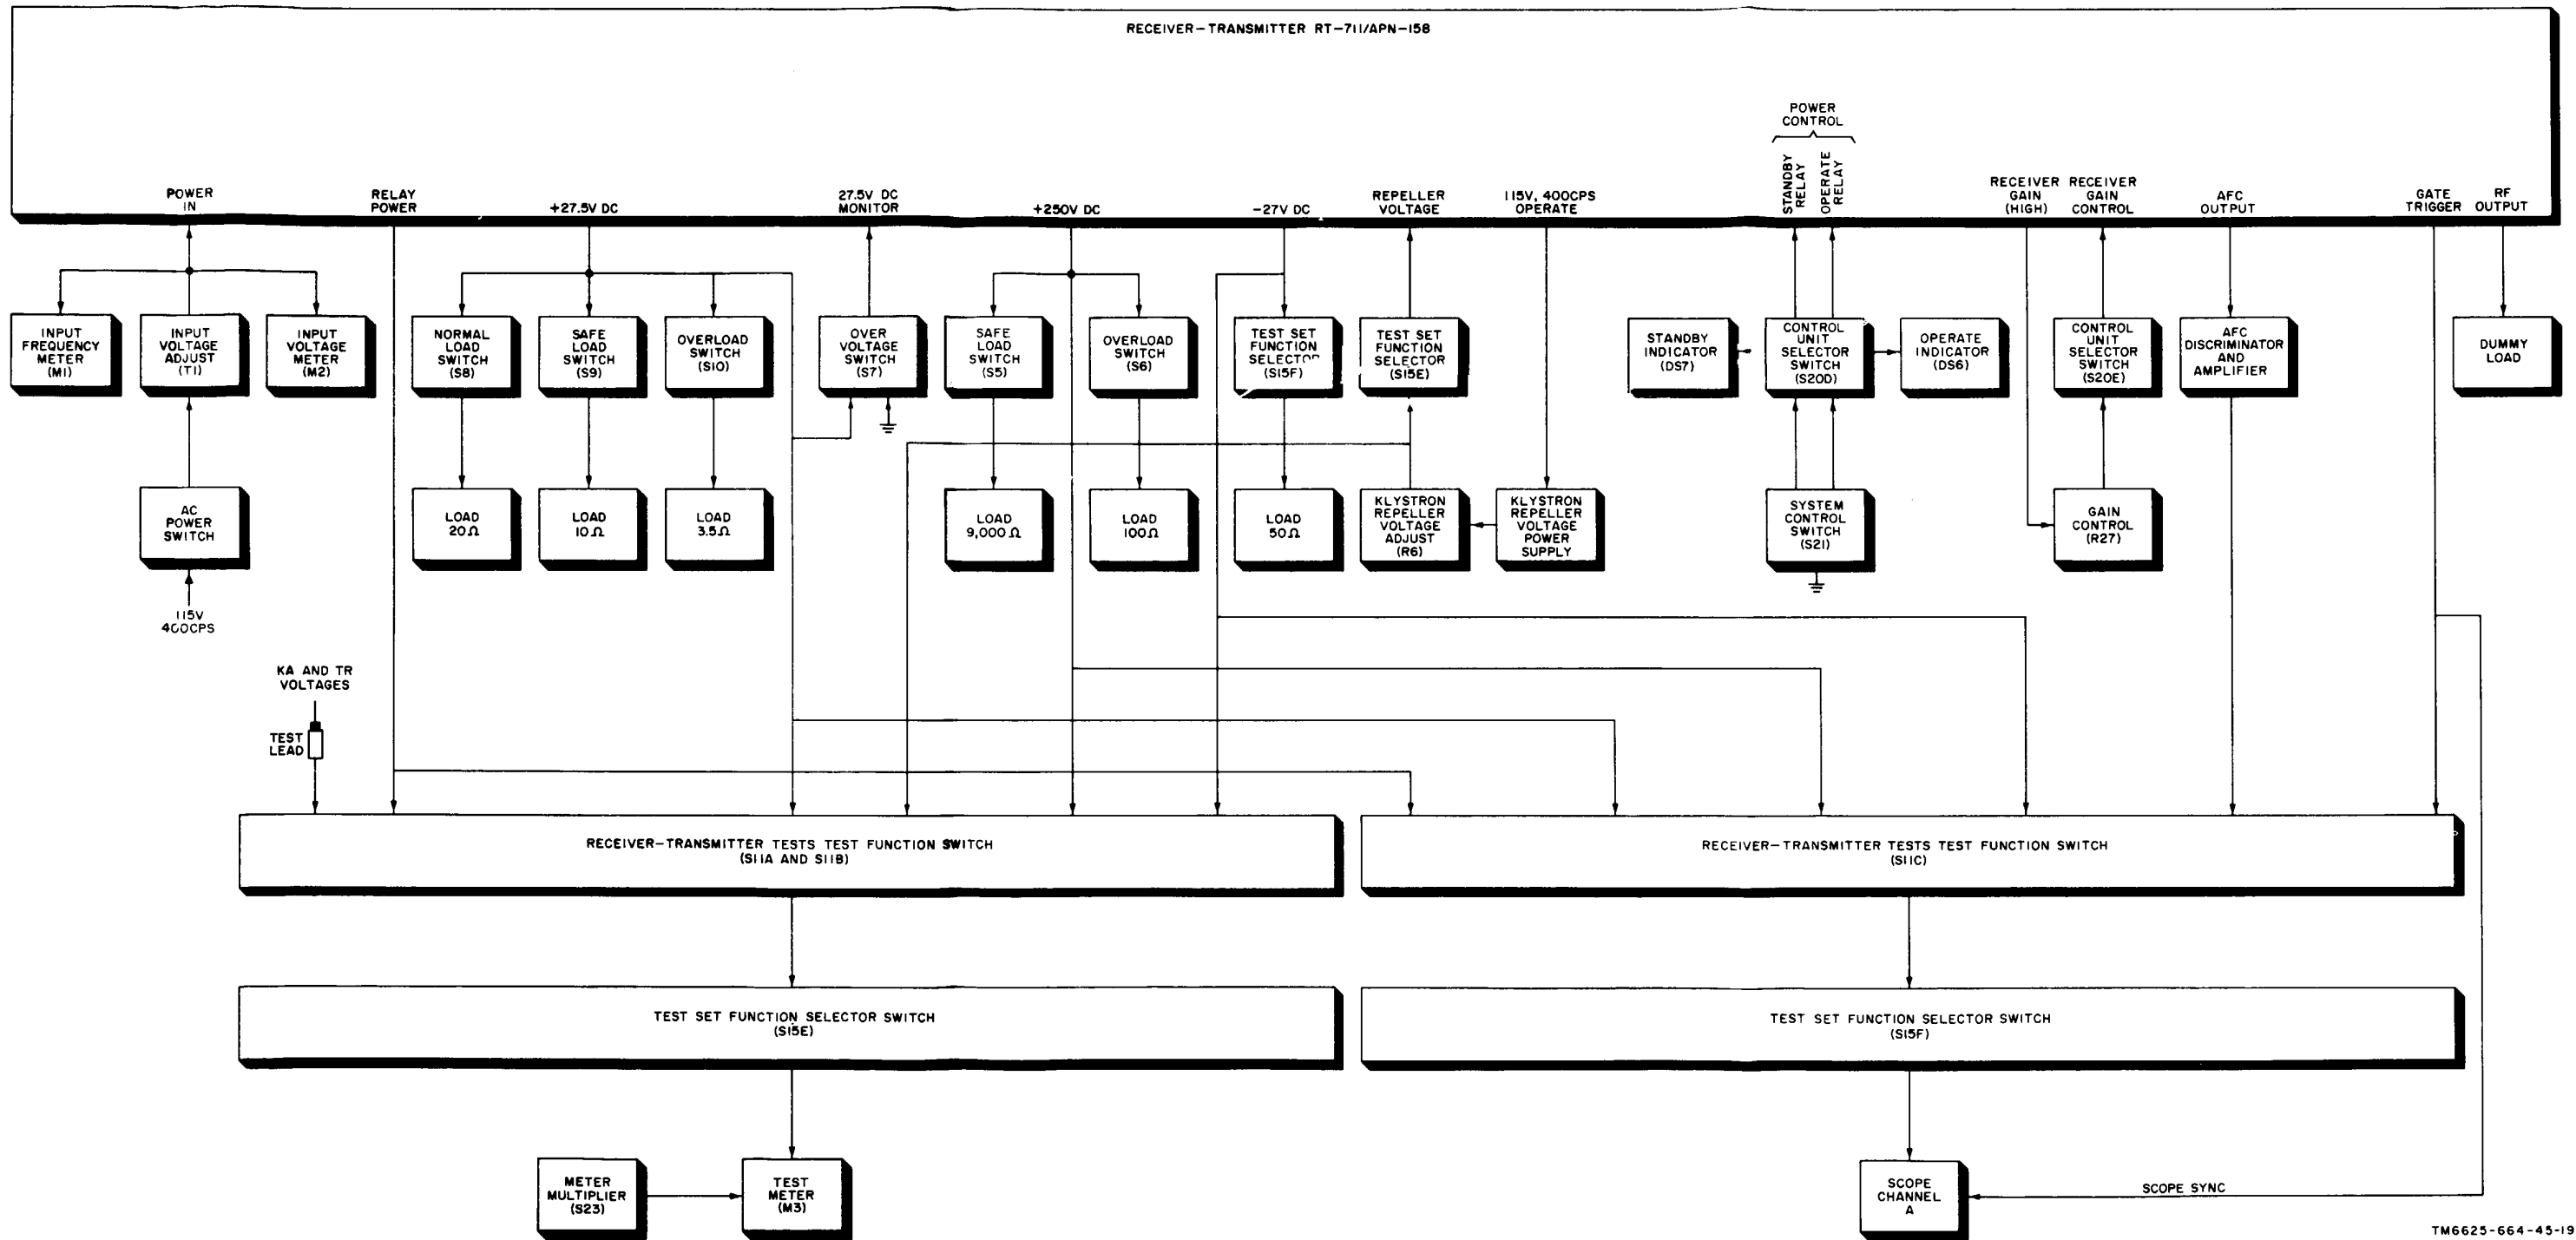 RECEIVER-TRANSMITTER RT-711/APN-158
POWER
CONTROL
STANDBY
RELAY
OPERATE
RELAY
POWER
IN
RELAY
POWER
+27.5V DC
27.5V DC
MONITOR
+250V DC
-27V DC
REPELLER
VOLTAGE
115V, 400CPS
OPERATE
RECEIVER
GAIN
(HIGH)
RECEIVER
GAIN
CONTROL
AFC
OUTPUT
GATE
TRIGGER
RF
OUTPUT
INPUT
FREQUENCY
METER
(M1)
INPUT
VOLTAGE
ADJUST
(T1)
INPUT
VOLTAGE
METER
(M2)
NORMAL
LOAD
SWITCH
(S8)
SAFE
LOAD
SWITCH
(S9)
OVERLOAD
SWITCH
(S10)
OVER
VOLTAGE
SWITCH
(S7)
SAFE
LOAD
SWITCH
(S5)
OVERLOAD
SWITCH
(S6)
TEST SET
FUNCTION
SELECTOR
(S15F)
TEST SET
FUNCTION
SELECTOR
(S15E)
STANDBY
INDICATOR
(DS7)
CONTROL
UNIT
SELECTOR
SWITCH
(S20D)
OPERATE
INDICATOR
(DS6)
CONTROL
UNIT
SELECTOR
SWITCH
(S20E)
AFC
DISCRIMINATOR
AND
AMPLIFIER
DUMMY
LOAD
AC
POWER
SWITCH
LOAD
20Ω
LOAD
10Ω
LOAD
3.5Ω
LOAD
9,000Ω
LOAD
100Ω
LOAD
50Ω
KLYSTRON
REPELLER
VOLTAGE
ADJUST
(R6)
KLYSTRON
REPELLER
VOLTAGE
POWER
SUPPLY
SYSTEM
CONTROL
SWITCH
(S21)
GAIN
CONTROL
(R27)
115V
400CPS
KA AND TR
VOLTAGES
TEST
LEAD
RECEIVER-TRANSMITTER TESTS TEST FUNCTION SWITCH
(S11A AND S11B)
RECEIVER-TRANSMITTER TESTS TEST FUNCTION SWITCH
(S11C)
TEST SET FUNCTION SELECTOR SWITCH
(S15E)
TEST SET FUNCTION SELECTOR SWITCH
(S15F)
METER
MULTIPLIER
(S23)
TEST
METER
(M3)
SCOPE
CHANNEL
A
SCOPE SYNC
TM6625-664-45-19